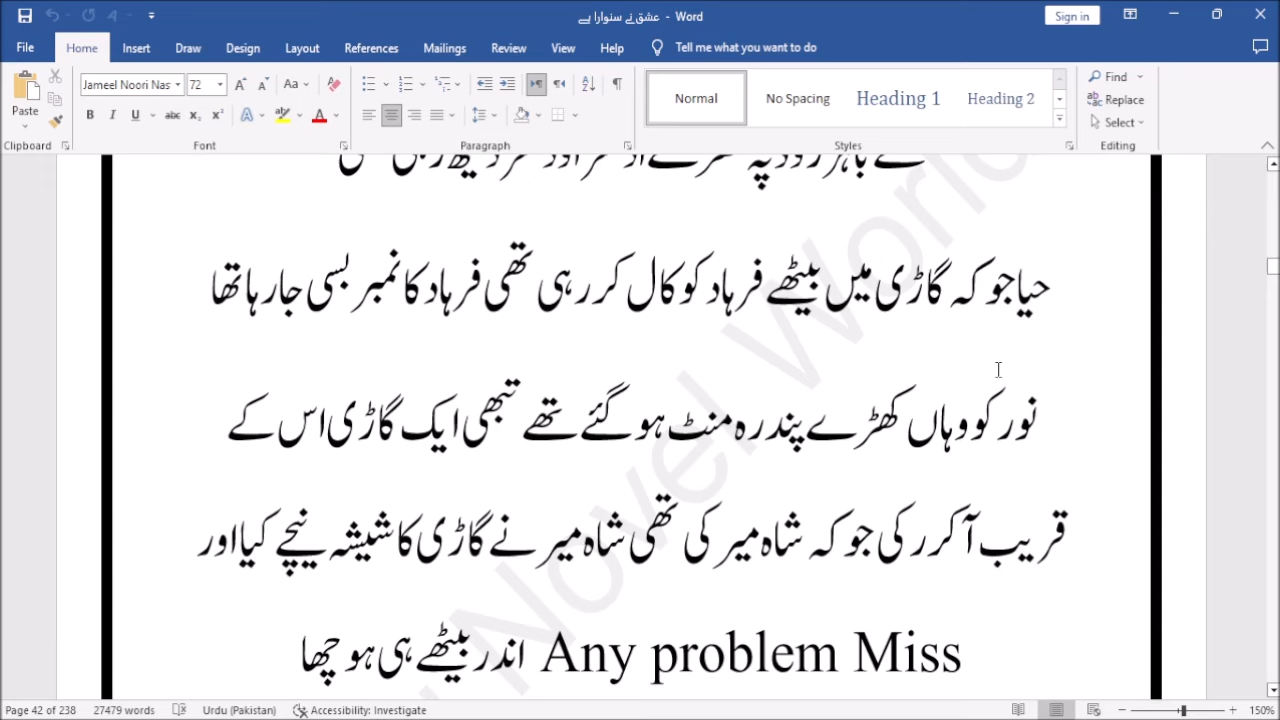 عشق نے سنوارا ہے - Word
Sign in
File Home Insert Draw Design Layout References Mailings Review View Help Tell me what you want to do
Paste
Jameel Noori Nas 72
Normal No Spacing Heading 1 Heading 2
Find
Replace
Select
Clipboard Font Paragraph Styles Editing
حیا جو کہ گاڑی میں بیٹھے فرہاد کو کال کر رہی تھی فرہاد کا نمبر بسی جا رہا تھا
نور کو وہاں کھڑے پندرہ منٹ ہو گئے تھے تبھی ایک گاڑی اس کے
قریب آ کر رکی جو کہ شاہ میر کی تھی شاہ میر نے گاڑی کا شیشہ نیچے کیا اور
اندر بیٹھے ہی ہو چھا Any problem Miss
Novel World
Page 42 of 238 27479 words Urdu (Pakistan) Accessibility: Investigate 150%